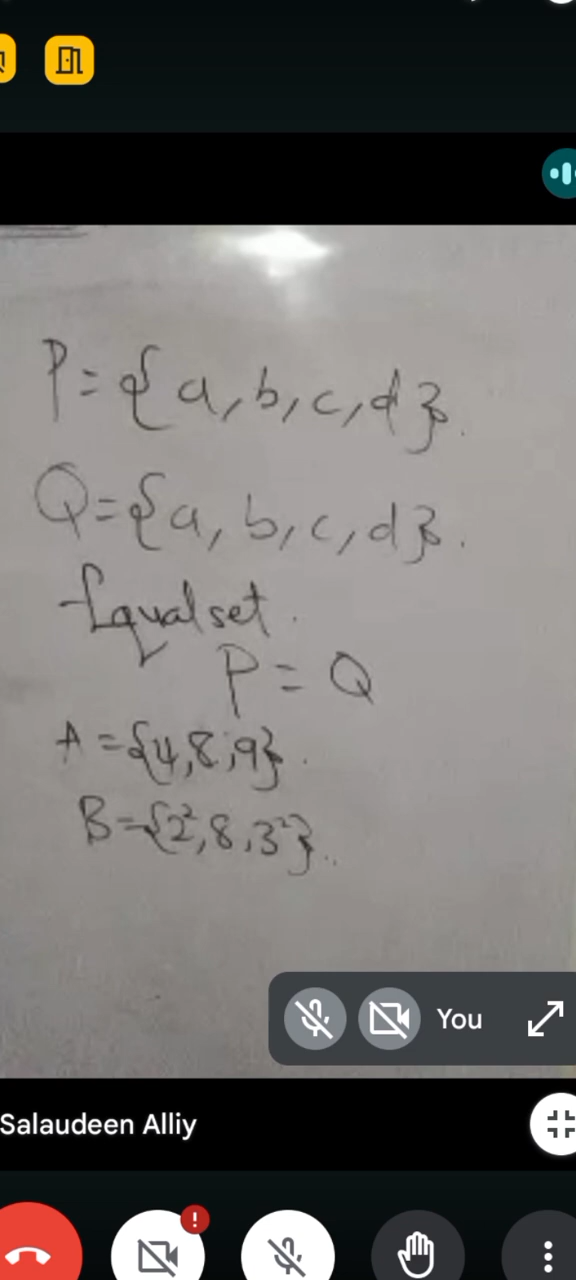 P={a,b,c,d}.
Q={a,b,c,d}.
Equal set.
P=Q
A={4,8,9}.
B={2²,8,3²}..
You
Salaudeen Alliy
!